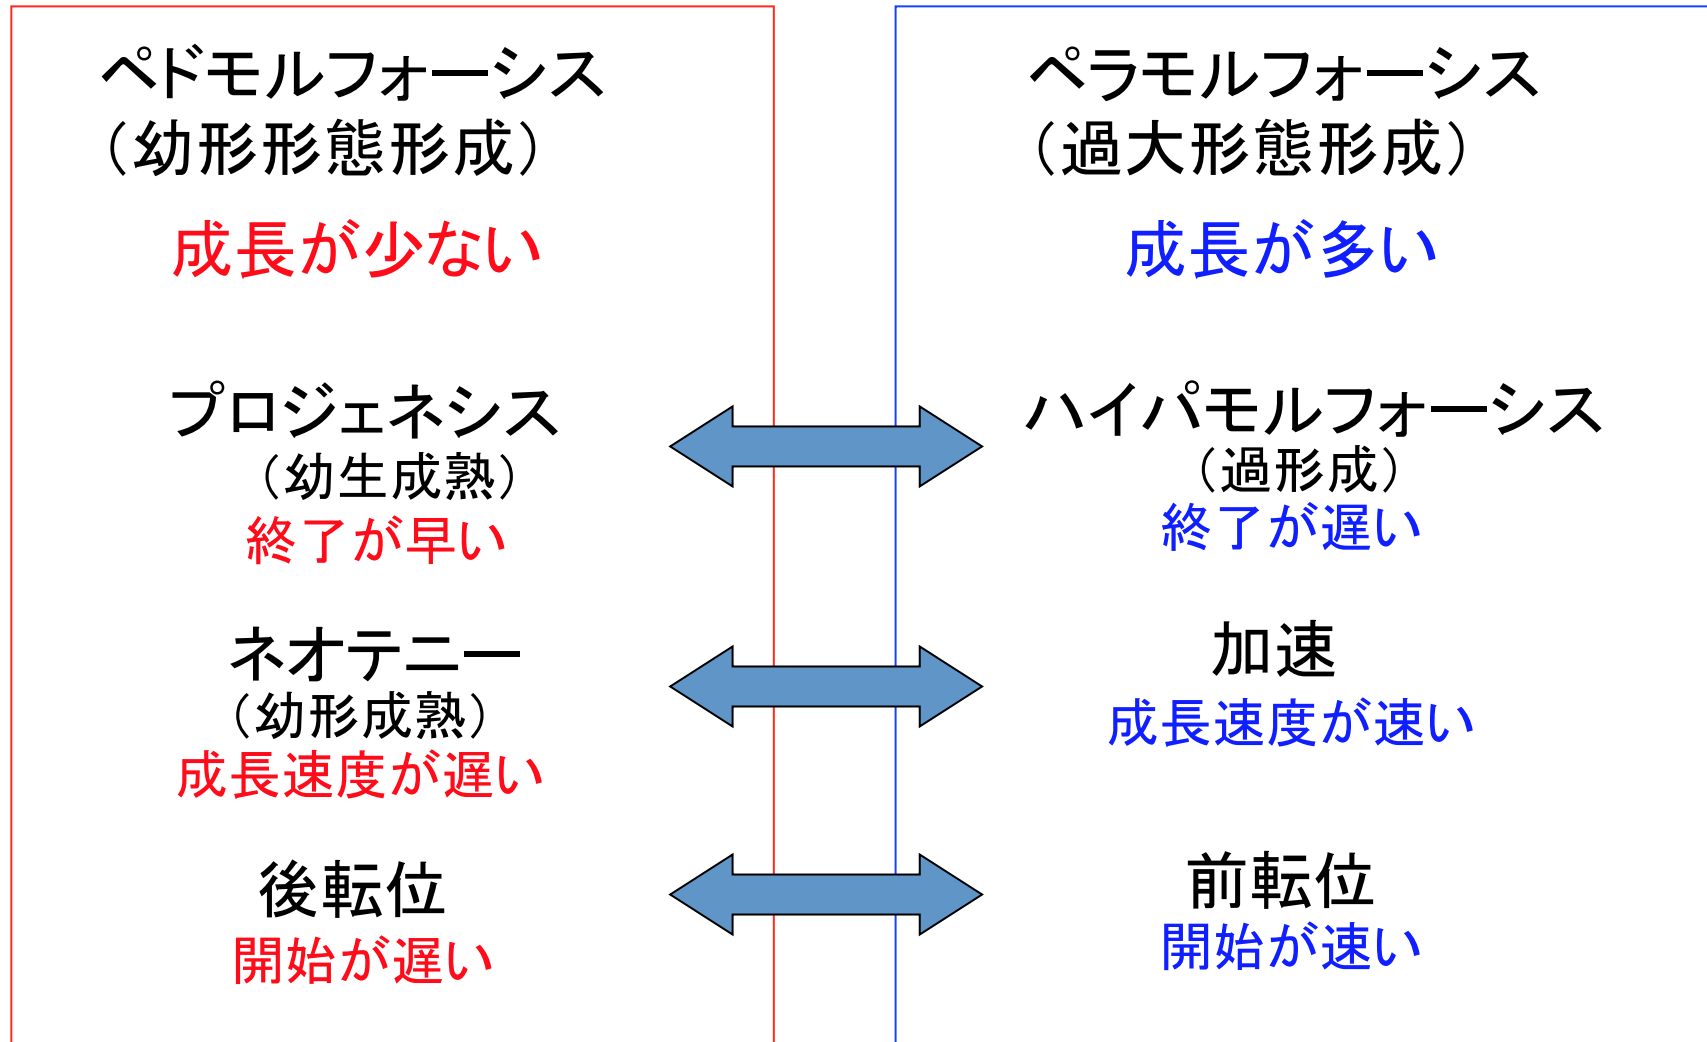 ペドモルフォーシス
（幼形形態形成）
成長が少ない
プロジェネシス
（幼生成熟）
終了が早い
ネオテニー
（幼形成熟）
成長速度が遅い
後転位
開始が遅い
ペラモルフォーシス
（過大形態形成）
成長が多い
ハイパモルフォーシス
（過形成）
終了が遅い
加速
成長速度が速い
前転位
開始が速い